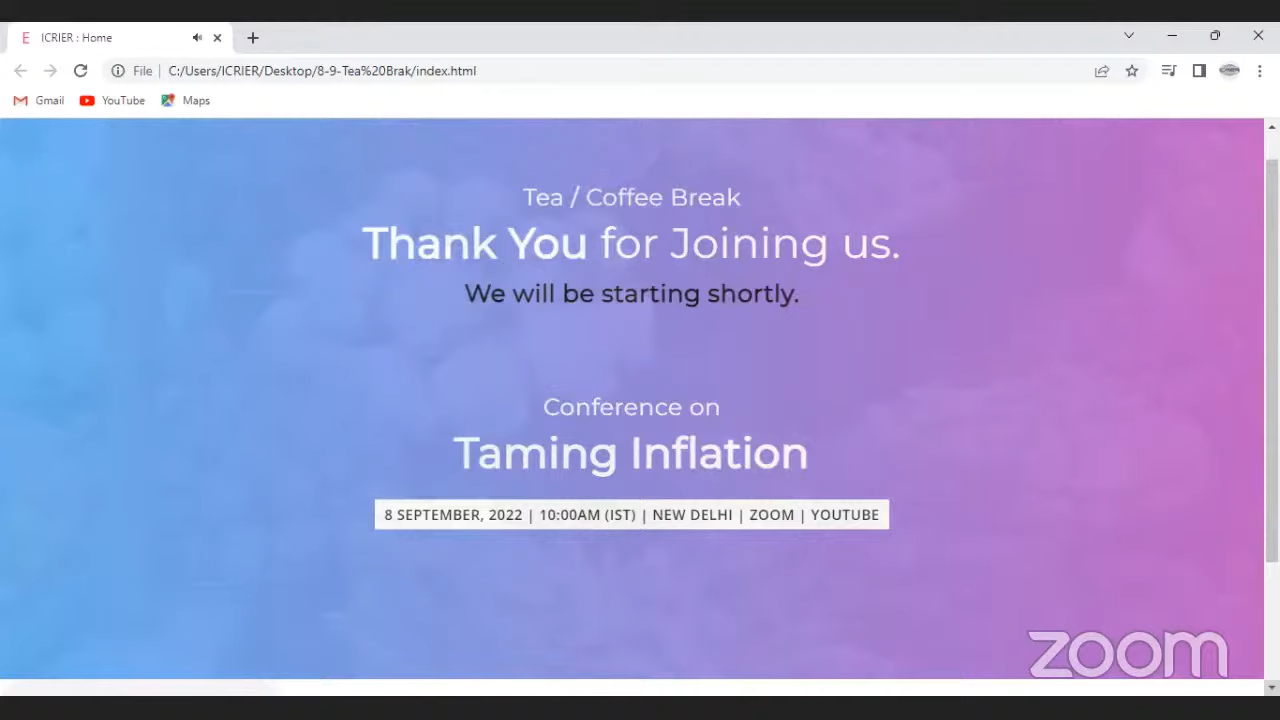 ICRIER : Home
File
C:/Users/ICRIER/Desktop/8-9-Tea%20Brak/index.html
Gmail
YouTube
Maps
Tea / Coffee Break
Thank You for Joining us.
We will be starting shortly.
Conference on
Taming Inflation
8 SEPTEMBER, 2022 | 10:00AM (IST) | NEW DELHI | ZOOM | YOUTUBE
zoom